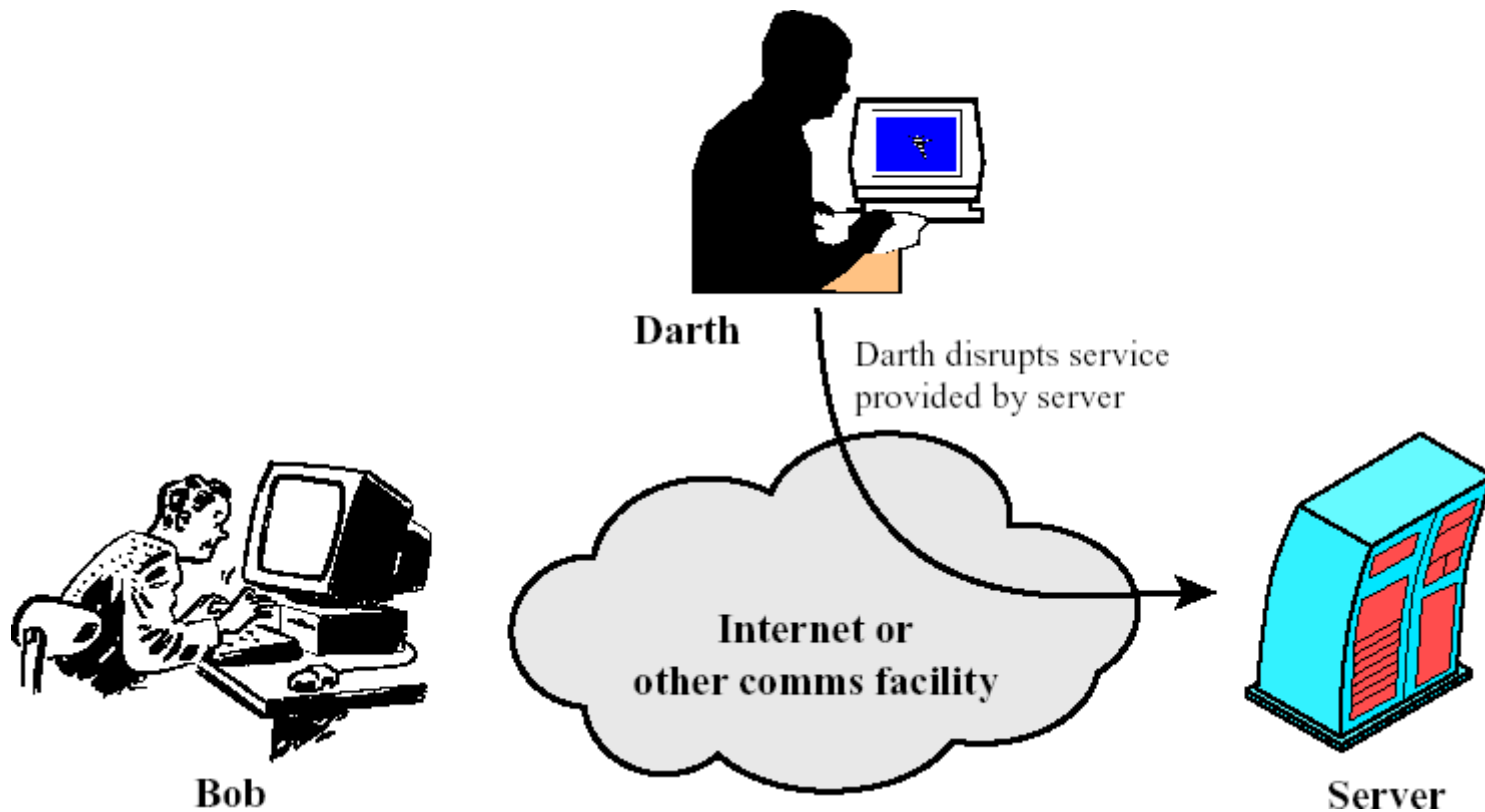 Darth
Darth disrupts service
provided by server
Internet or
other comms facility
Bob
Server